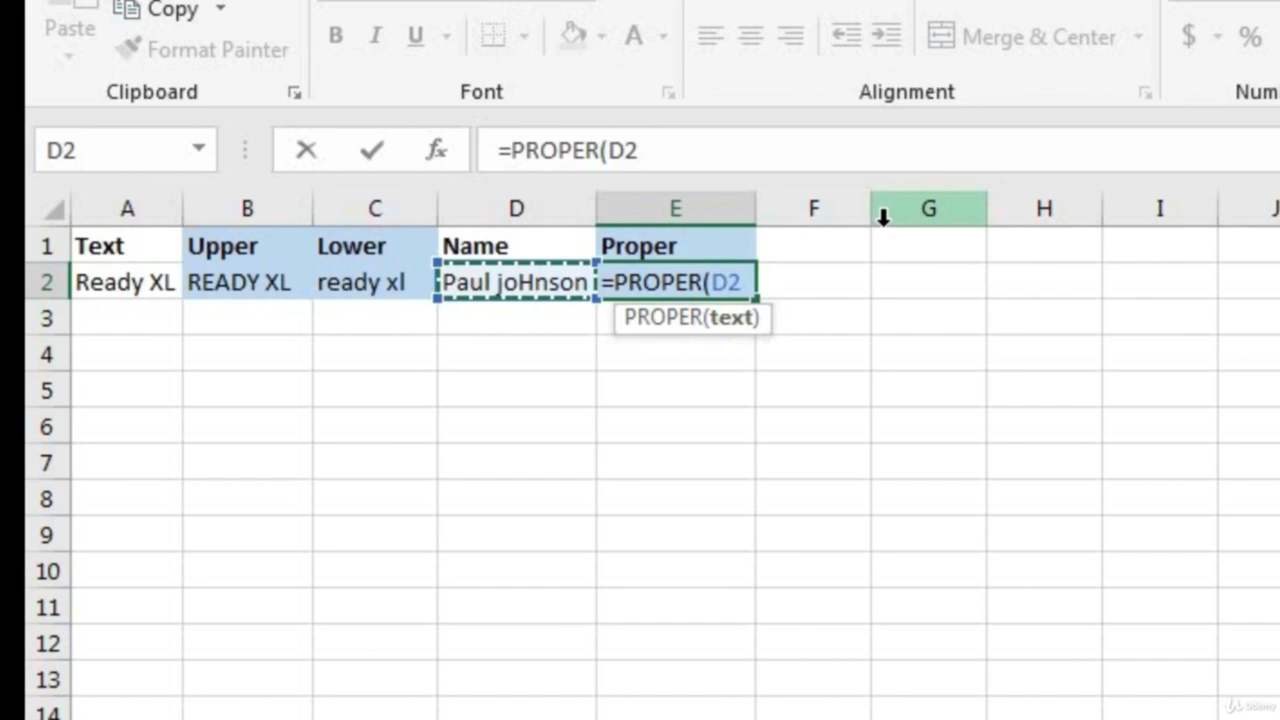 Copy
Paste
Format Painter
B I U A
Merge & Center
$ %
Clipboard
Font
Alignment
Num
D2
fx
=PROPER(D2
A B C D E F G H I J
1 Text Upper Lower Name Proper
2 Ready XL READY XL ready xl Paul joHnson =PROPER(D2
PROPER(text)
3
4
5
6
7
8
9
10
11
12
13
14
Udemy